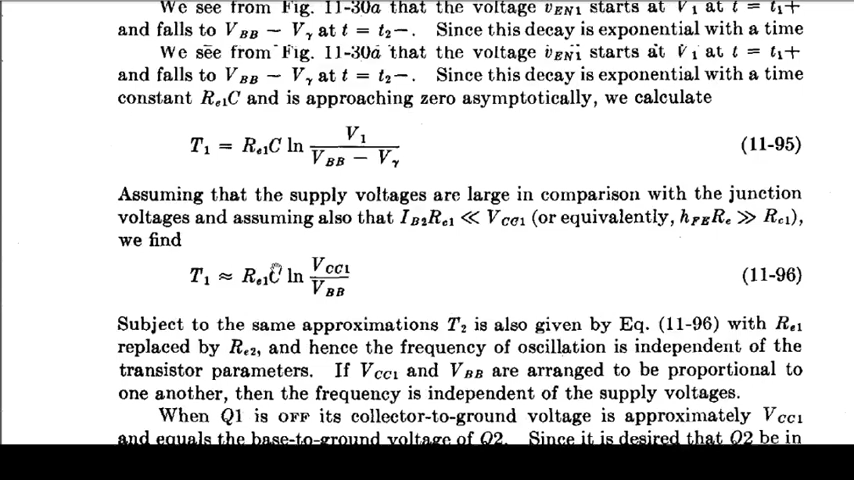 We see from Fig. 11-30a that the voltage v_EN1 starts at V_1 at t = t_1+
and falls to V_BB − V_γ at t = t_2−. Since this decay is exponential with a time
We see from Fig. 11-30a that the voltage v_EN1 starts at V_1 at t = t_1+
and falls to V_BB − V_γ at t = t_2−. Since this decay is exponential with a time
constant R_e1C and is approaching zero asymptotically, we calculate
T_1 = R_e1C ln V_1 / (V_BB − V_γ) (11-95)
Assuming that the supply voltages are large in comparison with the junction
voltages and assuming also that I_B2R_c1 ≪ V_CC1 (or equivalently, h_FER_e ≫ R_c1),
we find
T_1 ≈ R_e1C ln V_CC1 / V_BB (11-96)
Subject to the same approximations T_2 is also given by Eq. (11-96) with R_e1
replaced by R_e2, and hence the frequency of oscillation is independent of the
transistor parameters. If V_CC1 and V_BB are arranged to be proportional to
one another, then the frequency is independent of the supply voltages.
When Q1 is OFF its collector-to-ground voltage is approximately V_CC1
and equals the base-to-ground voltage of Q2. Since it is desired that Q2 be in